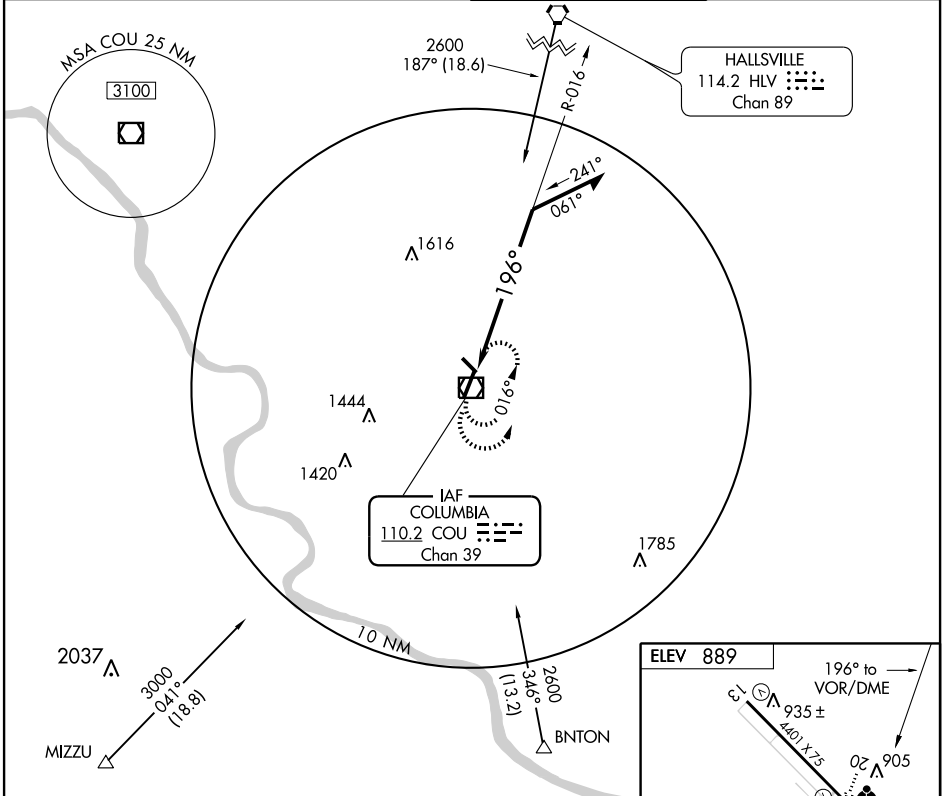 MSA COU 25 NM
3100
2600
187° (18.6)
R-016
HALLSVILLE
114.2 HLV
Chan 89
241°
061°
1616
196°
016°
1444
1420
IAF
COLUMBIA
110.2 COU
Chan 39
1785
10 NM
2037
3000
041°
(18.8)
MIZZU
2600
346°
(13.2)
BNTON
ELEV 889
196° to
VOR/DME
13
V
935 ±
4401 X 75
20
905
V